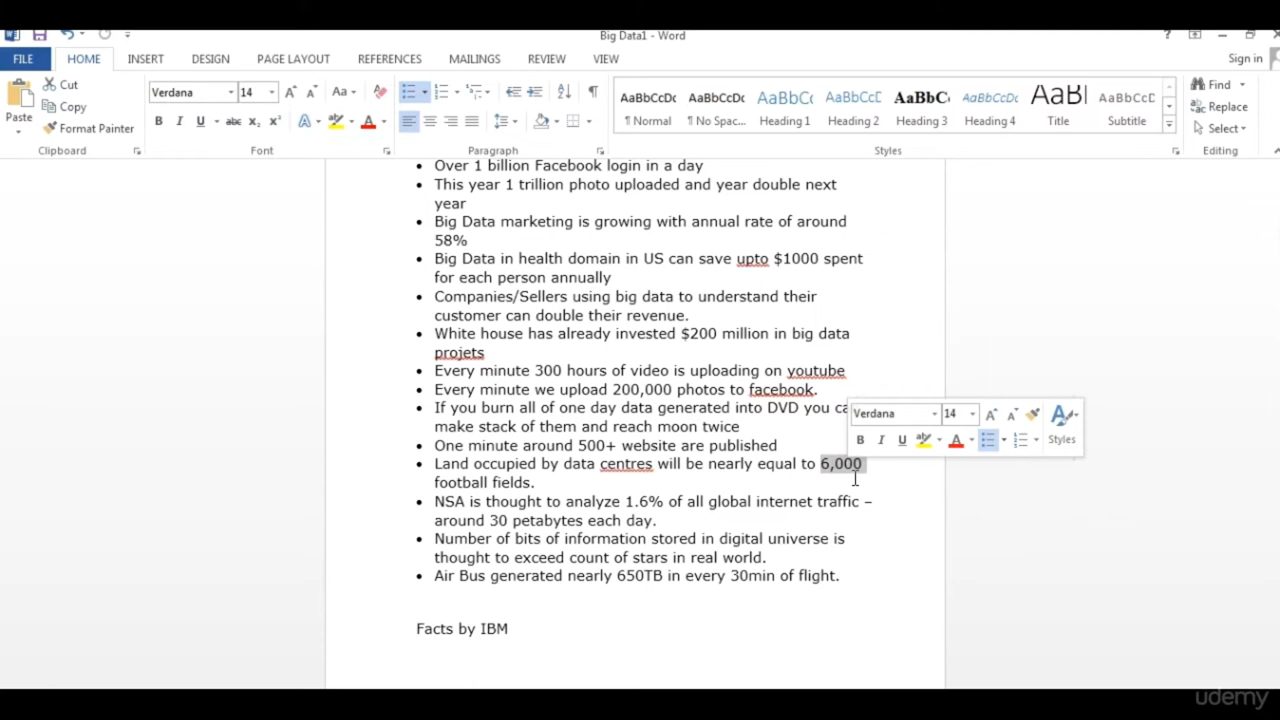 Big Data1 - Word
?
Sign in
FILE HOME INSERT DESIGN PAGE LAYOUT REFERENCES MAILINGS REVIEW VIEW
Paste
Cut
Copy
Format Painter
Clipboard
Verdana 14
Aa
B I U abc X₂ X²
A ab A
Font
Paragraph
AaBbCcDc AaBbCcDc AaBbC( AaBbCcD AaBbC AaBbCcD AaBl AaBbCcD
¶ Normal ¶ No Spac... Heading 1 Heading 2 Heading 3 Heading 4 Title Subtitle
Styles
Find
Replace
Select
Editing
• Over 1 billion Facebook login in a day
• This year 1 trillion photo uploaded and year double next
year
• Big Data marketing is growing with annual rate of around
58%
• Big Data in health domain in US can save upto $1000 spent
for each person annually
• Companies/Sellers using big data to understand their
customer can double their revenue.
• White house has already invested $200 million in big data
projets
• Every minute 300 hours of video is uploading on youtube
• Every minute we upload 200,000 photos to facebook.
• If you burn all of one day data generated into DVD you ca
make stack of them and reach moon twice
• One minute around 500+ website are published
• Land occupied by data centres will be nearly equal to 6,000
football fields.
• NSA is thought to analyze 1.6% of all global internet traffic –
around 30 petabytes each day.
• Number of bits of information stored in digital universe is
thought to exceed count of stars in real world.
• Air Bus generated nearly 650TB in every 30min of flight.
Facts by IBM
Verdana 14
B I U ab A
Styles
udemy